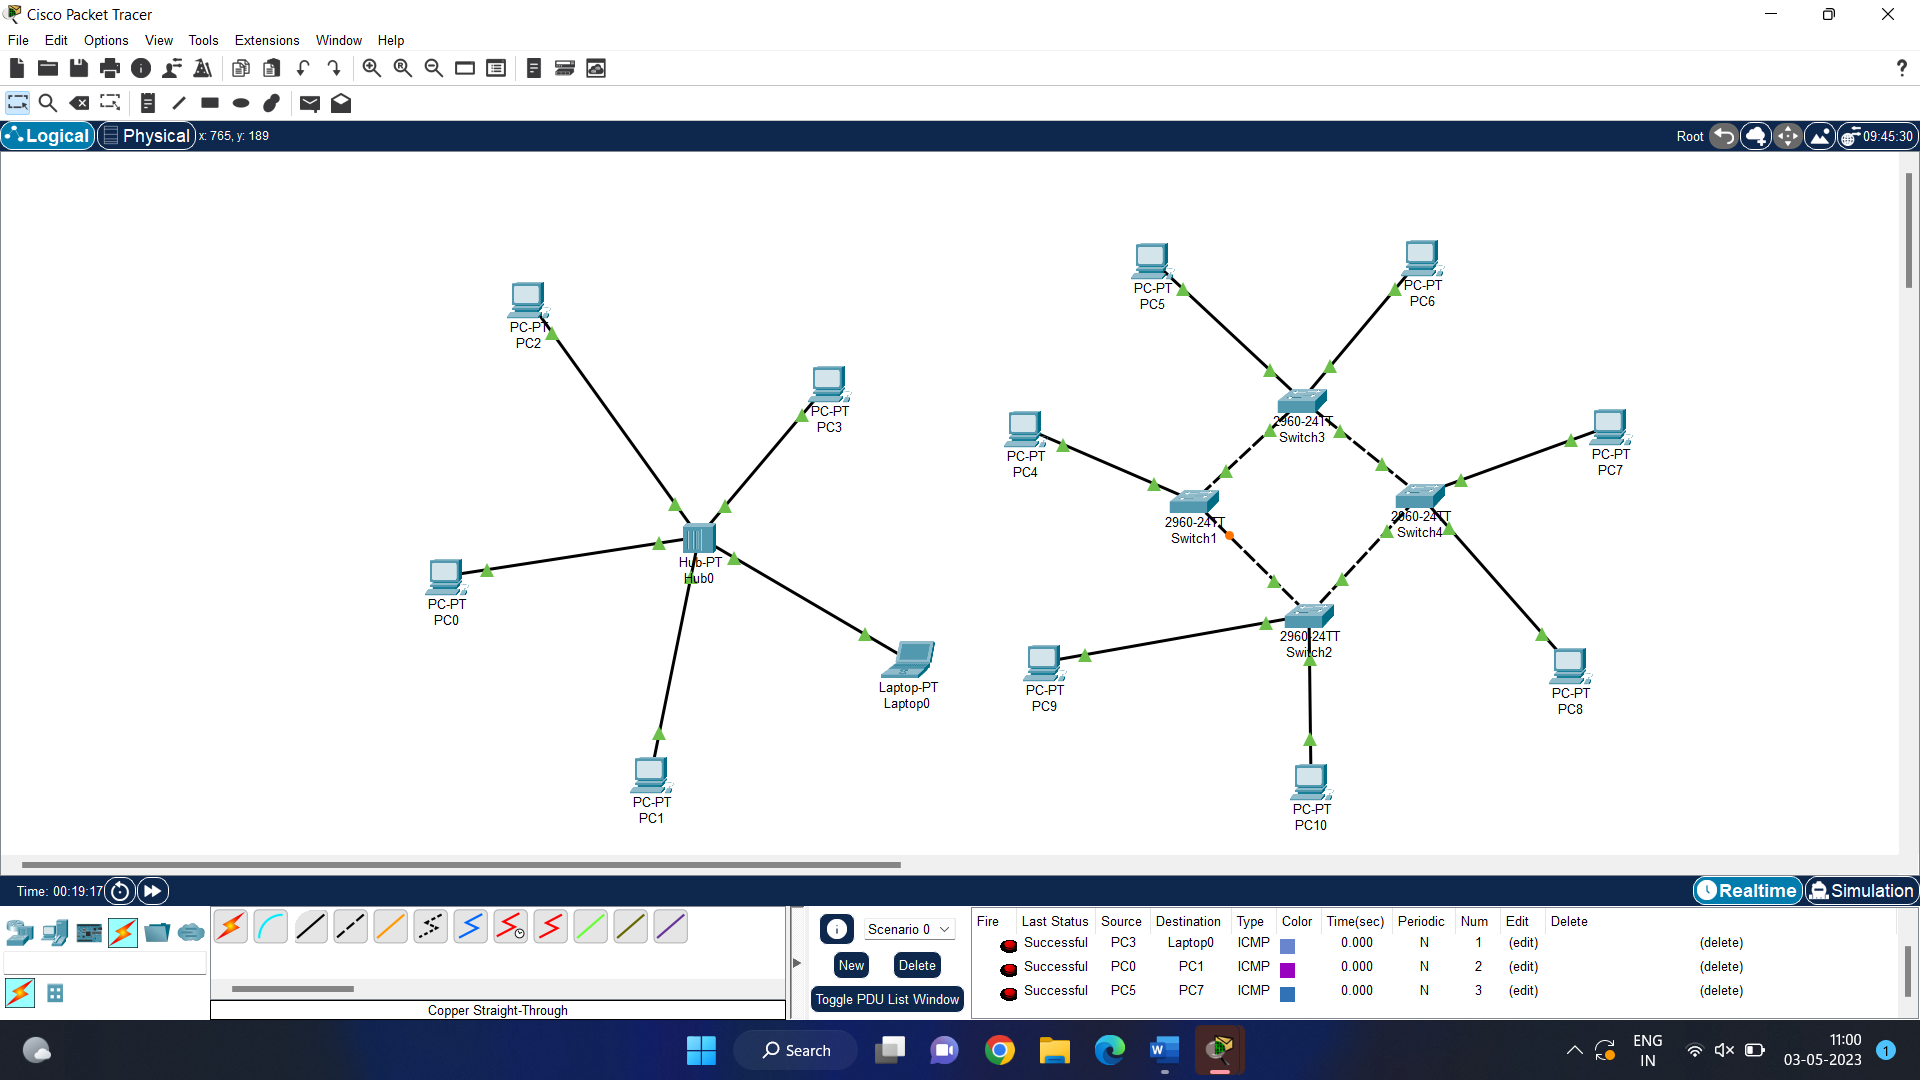 Cisco Packet Tracer
File Edit Options View Tools Extensions Window Help
?
Logical Physical x: 765, y: 189 Root 09:45:30
PC-PT
PC2
PC-PT
PC3
PC-PT
PC0
Hub-PT
Hub0
Laptop-PT
Laptop0
PC-PT
PC1
PC-PT
PC5
PC-PT
PC6
2960-24TT
Switch3
PC-PT
PC4
PC-PT
PC7
2960-24TT
Switch1
2960-24TT
Switch4
2960-24TT
Switch2
PC-PT
PC9
PC-PT
PC8
PC-PT
PC10
Time: 00:19:17 Realtime Simulation
Copper Straight-Through
Scenario 0
New Delete
Toggle PDU List Window
Fire Last Status Source Destination Type Color Time(sec) Periodic Num Edit Delete
Successful PC3 Laptop0 ICMP 0.000 N 1 (edit) (delete)
Successful PC0 PC1 ICMP 0.000 N 2 (edit) (delete)
Successful PC5 PC7 ICMP 0.000 N 3 (edit) (delete)
Search
ENG
IN
11:00
03-05-2023
1